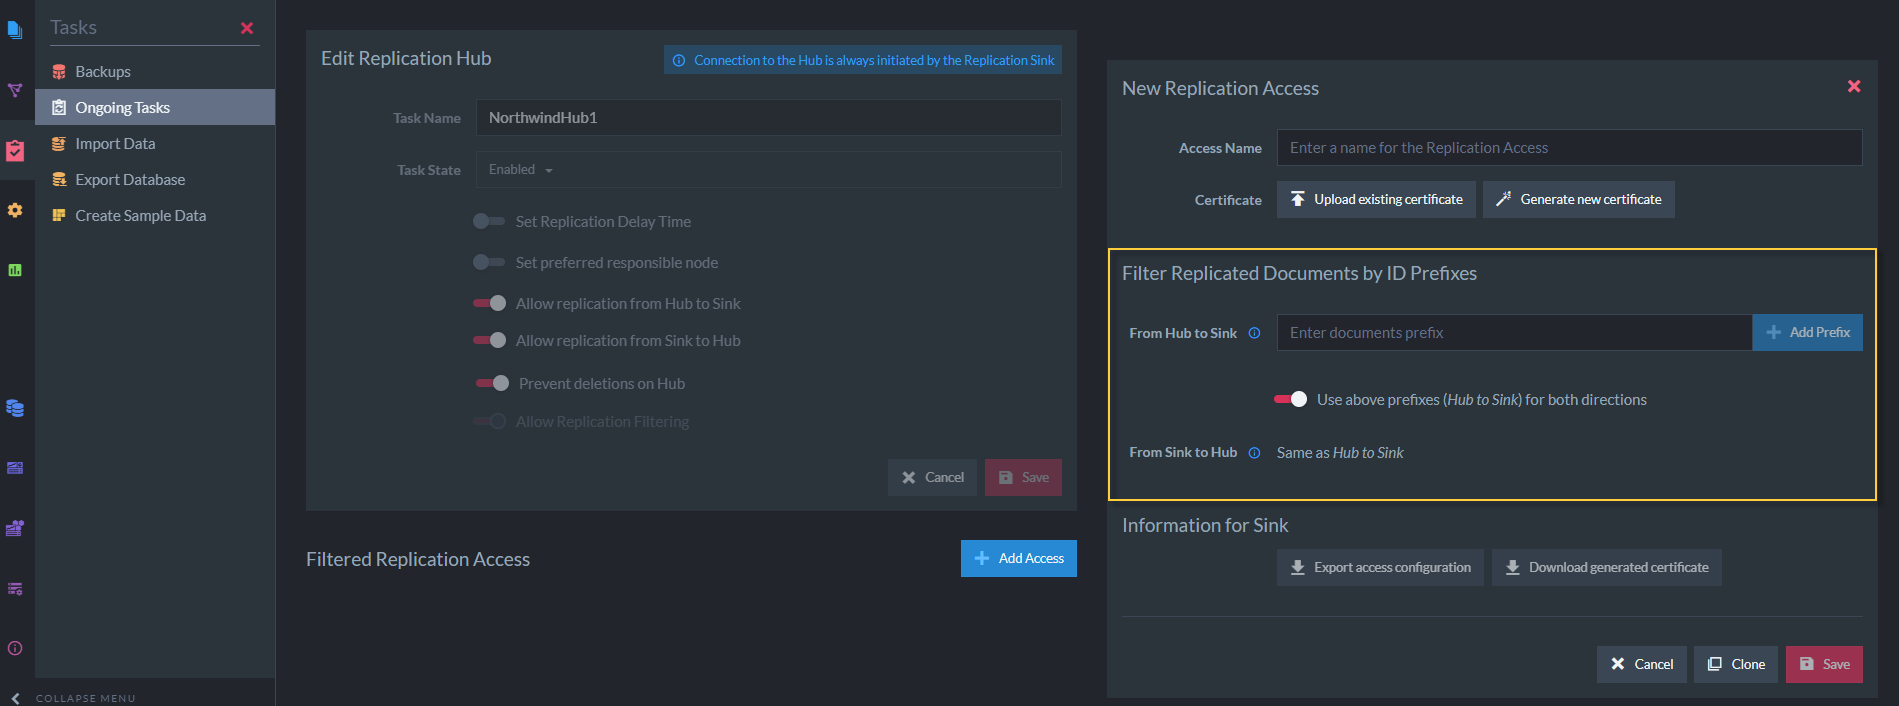 Tasks
Backups
Ongoing Tasks
Import Data
Export Database
Create Sample Data
COLLAPSE MENU
Edit Replication Hub
Connection to the Hub is always initiated by the Replication Sink
Task Name NorthwindHub1
Task State Enabled
Set Replication Delay Time
Set preferred responsible node
Allow replication from Hub to Sink
Allow replication from Sink to Hub
Prevent deletions on Hub
Allow Replication Filtering
Cancel Save
Filtered Replication Access Add Access
New Replication Access
Access Name Enter a name for the Replication Access
Certificate Upload existing certificate Generate new certificate
Filter Replicated Documents by ID Prefixes
From Hub to Sink Enter documents prefix Add Prefix
Use above prefixes (Hub to Sink) for both directions
From Sink to Hub Same as Hub to Sink
Information for Sink
Export access configuration Download generated certificate
Cancel Clone Save